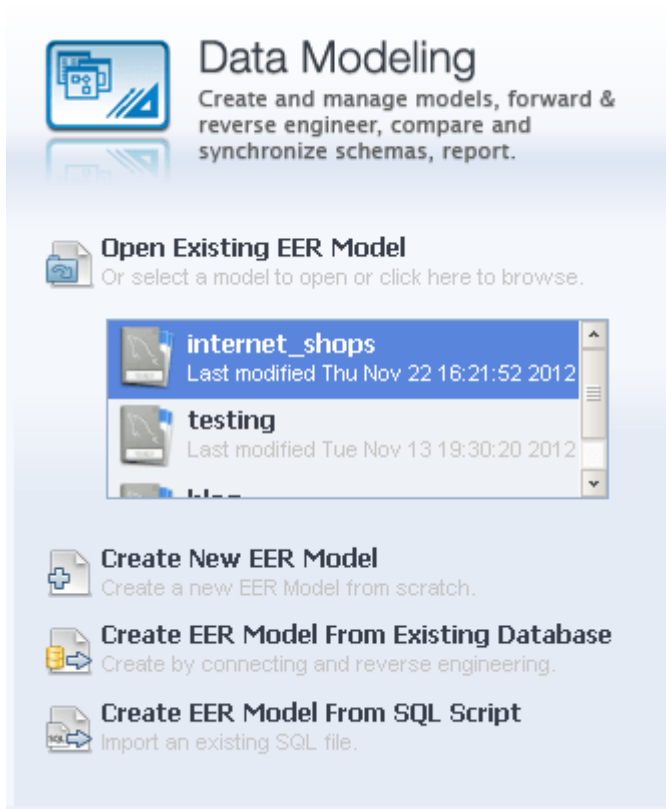 Data Modeling
Create and manage models, forward &
reverse engineer, compare and
synchronize schemas, report.
Open Existing EER Model
Or select a model to open or click here to browse.
internet_shops
Last modified Thu Nov 22 16:21:52 2012
testing
Last modified Tue Nov 13 19:30:20 2012
Create New EER Model
Create a new EER Model from scratch.
Create EER Model From Existing Database
Create by connecting and reverse engineering.
Create EER Model From SQL Script
SQL
Import an existing SQL file.